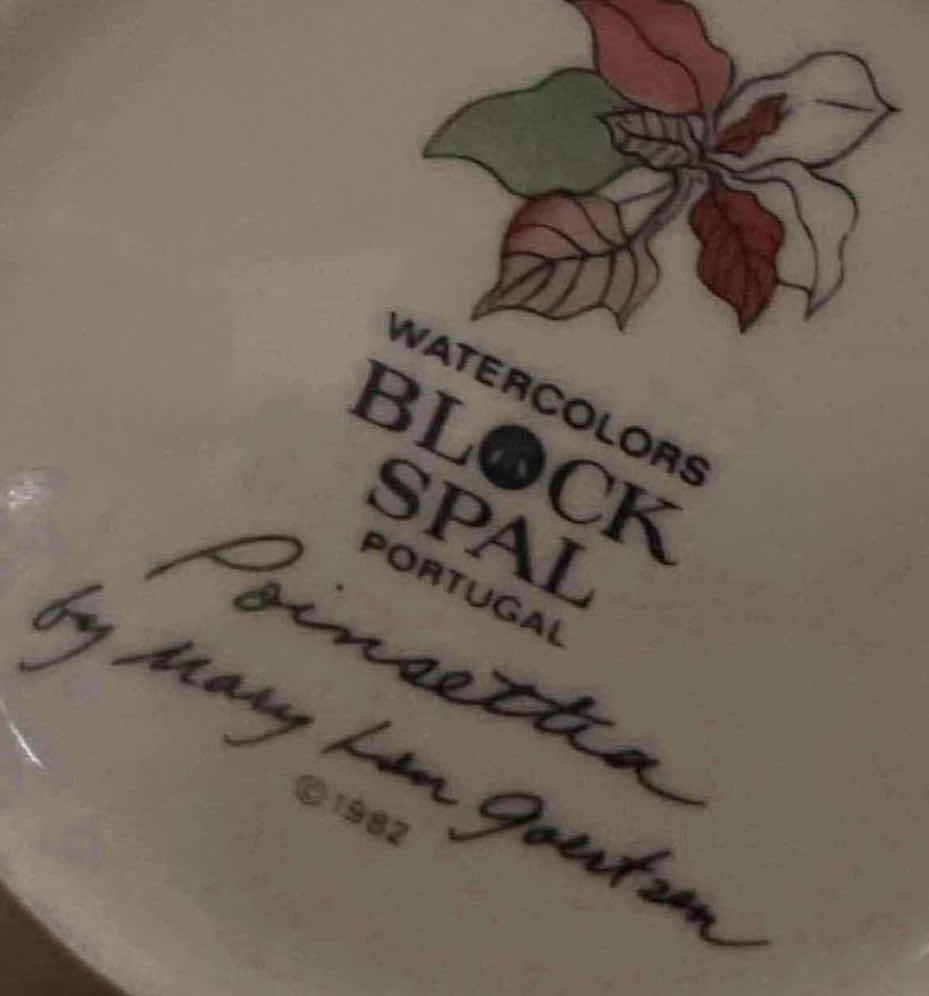 WATERCOLORS
BLOCK
SPAL
PORTUGAL
Poinsettia
by Mary Lou Goertzen
©1982